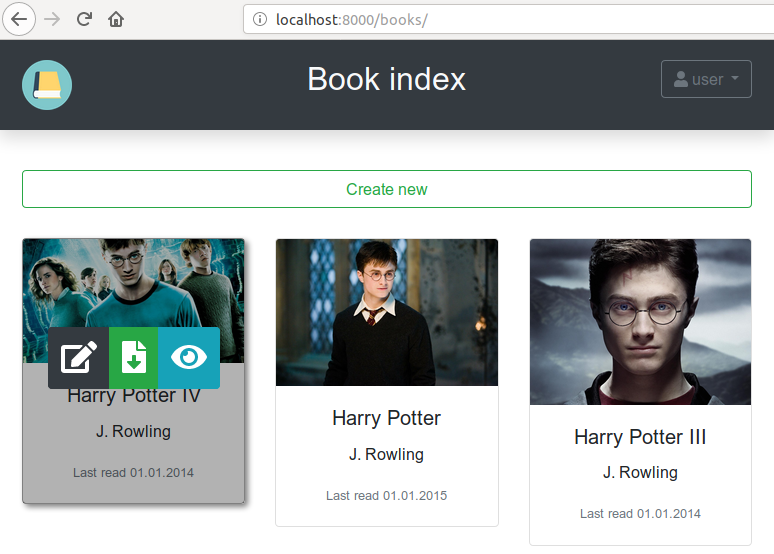 localhost:8000/books/
Book index
user
Create new
Harry Potter IV
J. Rowling
Last read 01.01.2014
Harry Potter
J. Rowling
Last read 01.01.2015
Harry Potter III
J. Rowling
Last read 01.01.2014